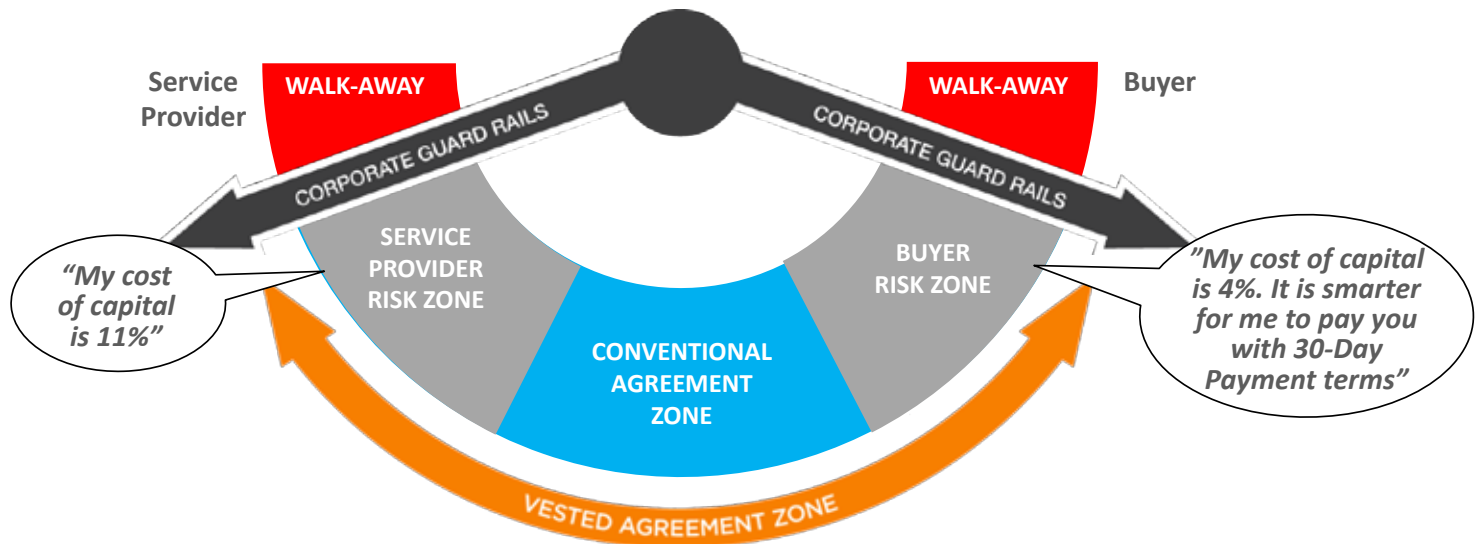 Service
Provider
WALK-AWAY
WALK-AWAY
Buyer
CORPORATE GUARD RAILS
CORPORATE GUARD RAILS
“My cost
of capital
is 11%”
SERVICE
PROVIDER
RISK ZONE
BUYER
RISK ZONE
”My cost of capital
is 4%. It is smarter
for me to pay you
with 30-Day
Payment terms”
CONVENTIONAL
AGREEMENT
ZONE
VESTED AGREEMENT ZONE